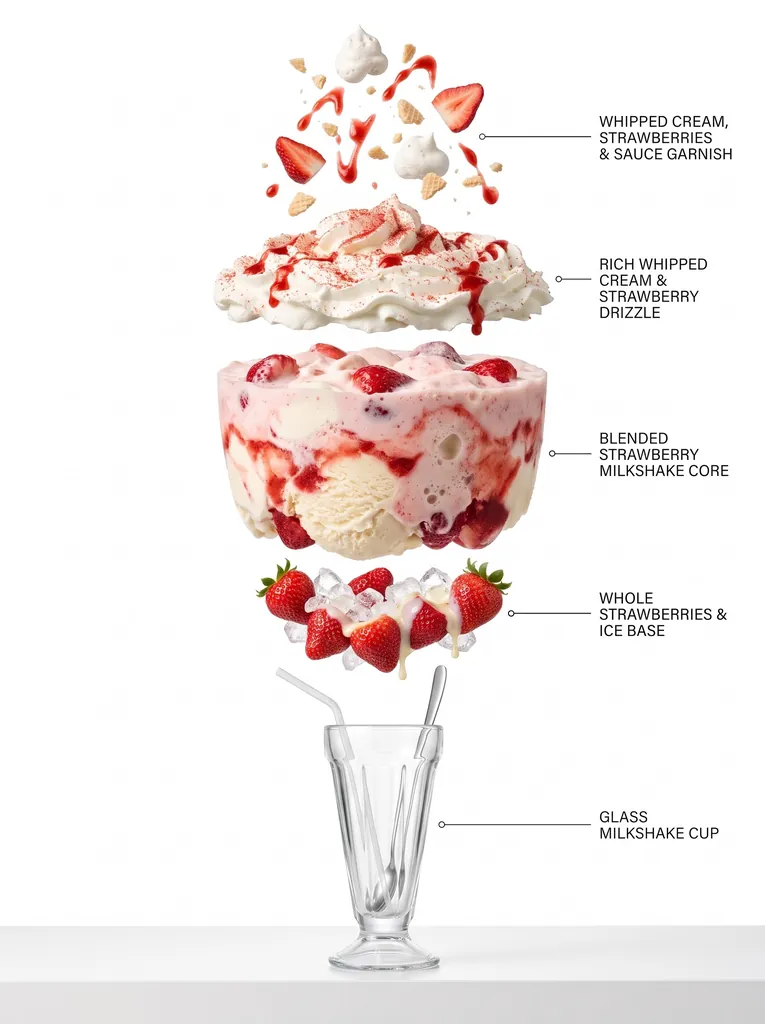 WHIPPED CREAM,
STRAWBERRIES
& SAUCE GARNISH
RICH WHIPPED
CREAM &
STRAWBERRY
DRIZZLE
BLENDED
STRAWBERRY
MILKSHAKE CORE
WHOLE
STRAWBERRIES &
ICE BASE
GLASS
MILKSHAKE CUP